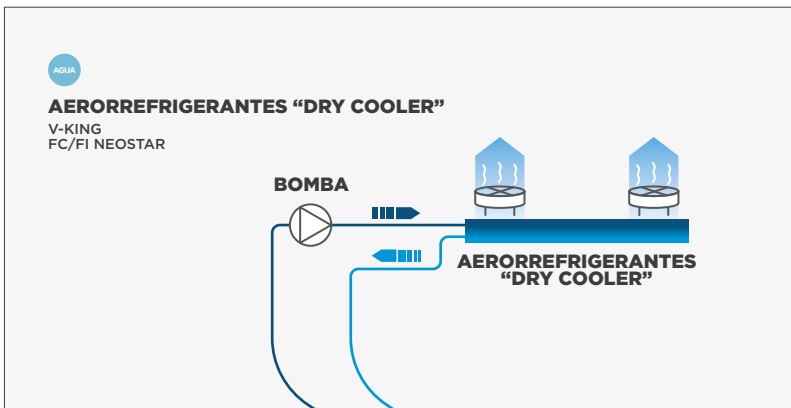 AGUA
AERORREFRIGERANTES “DRY COOLER”
V-KING
FC/FI NEOSTAR
BOMBA
AERORREFRIGERANTES
“DRY COOLER”